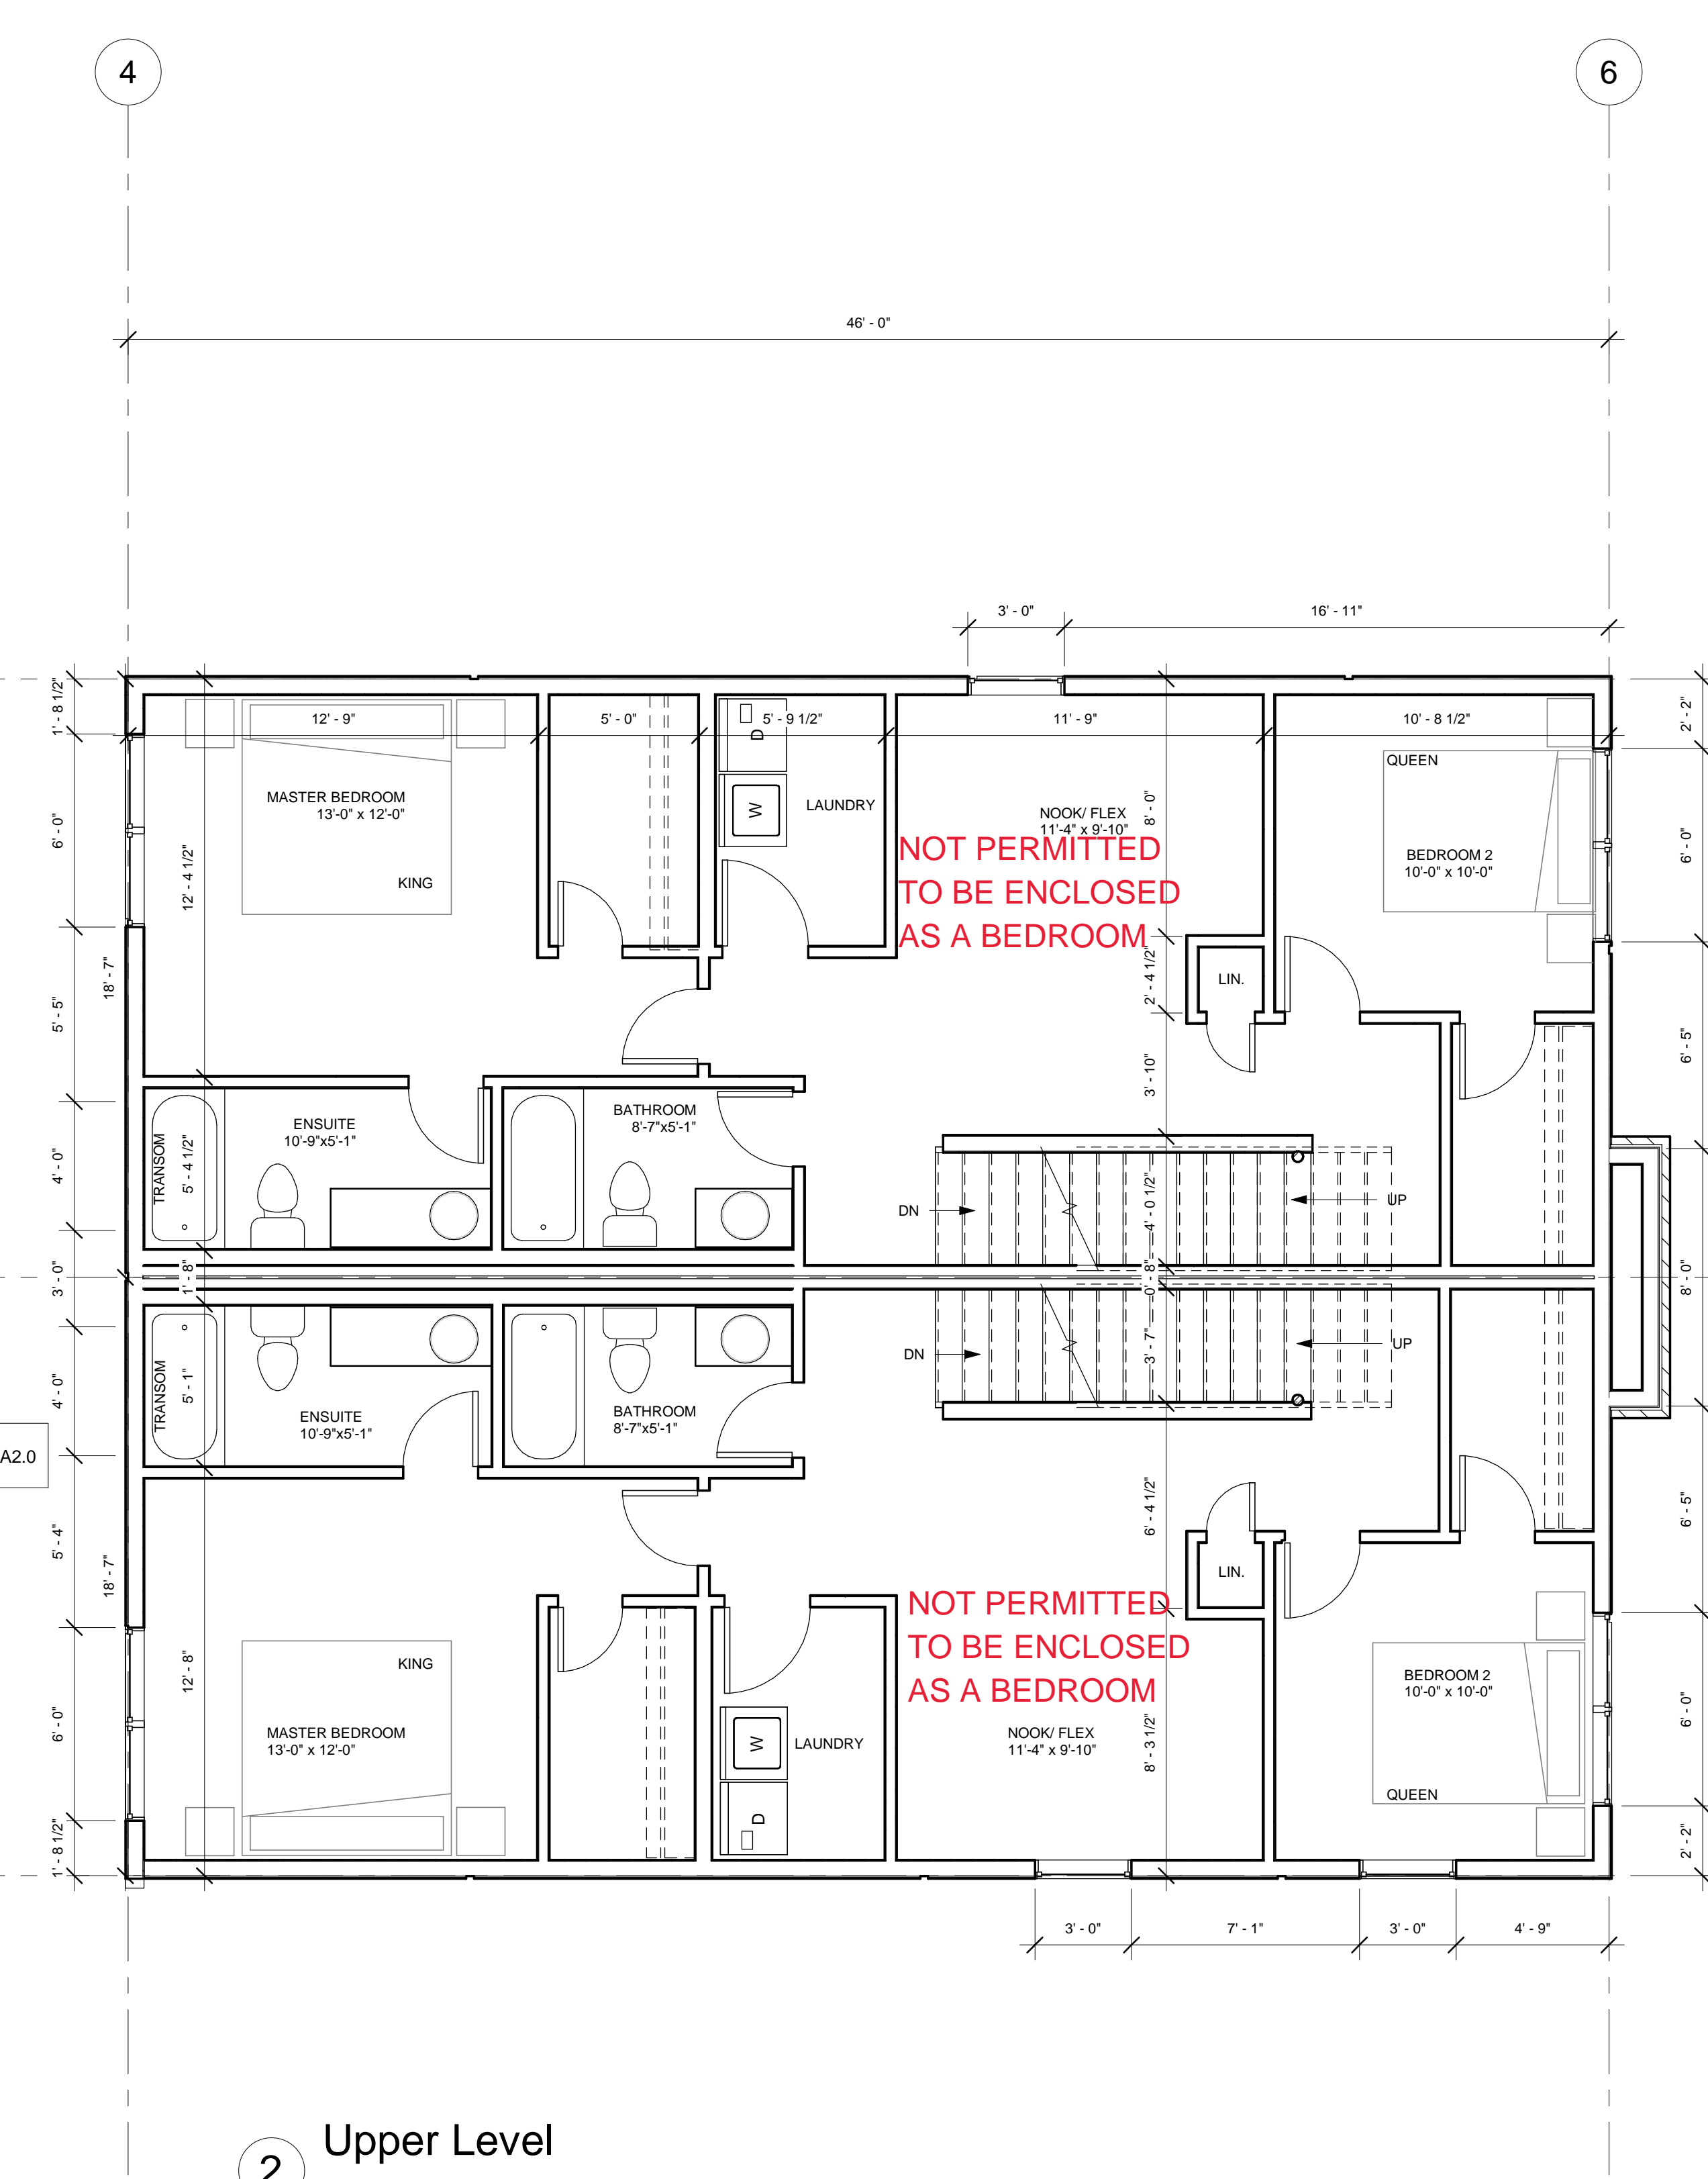 4
6
46' - 0"
3' - 0"
16' - 11"
1' - 8 1/2"
6' - 0"
5' - 5"
4' - 0"
3' - 0"
4' - 0"
5' - 4"
6' - 0"
1' - 8 1/2"
18' - 7"
18' - 7"
12' - 4 1/2"
5' - 4 1/2"
1' - 8"
5' - 1"
12' - 8"
12' - 9"
5' - 0"
5' - 9 1/2"
11' - 9"
10' - 8 1/2"
MASTER BEDROOM
13'-0" x 12'-0"
KING
D
W
LAUNDRY
NOOK/ FLEX
11'-4" x 9'-10"
NOT PERMITTED
TO BE ENCLOSED
AS A BEDROOM
8' - 0"
2' - 4 1/2"
3' - 10"
4' - 0 1/2"
0' - 8"
3' - 7"
6' - 4 1/2"
8' - 3 1/2"
QUEEN
BEDROOM 2
10'-0" x 10'-0"
LIN.
TRANSOM
ENSUITE
10'-9"x5'-1"
BATHROOM
8'-7"x5'-1"
DN
UP
DN
UP
TRANSOM
ENSUITE
10'-9"x5'-1"
BATHROOM
8'-7"x5'-1"
A2.0
LIN.
NOT PERMITTED
TO BE ENCLOSED
AS A BEDROOM
KING
MASTER BEDROOM
13'-0" x 12'-0"
W
D
LAUNDRY
NOOK/ FLEX
11'-4" x 9'-10"
BEDROOM 2
10'-0" x 10'-0"
QUEEN
2' - 2"
6' - 0"
6' - 5"
8' - 0"
6' - 5"
6' - 0"
2' - 2"
3' - 0"
7' - 1"
3' - 0"
4' - 9"
Upper Level
2